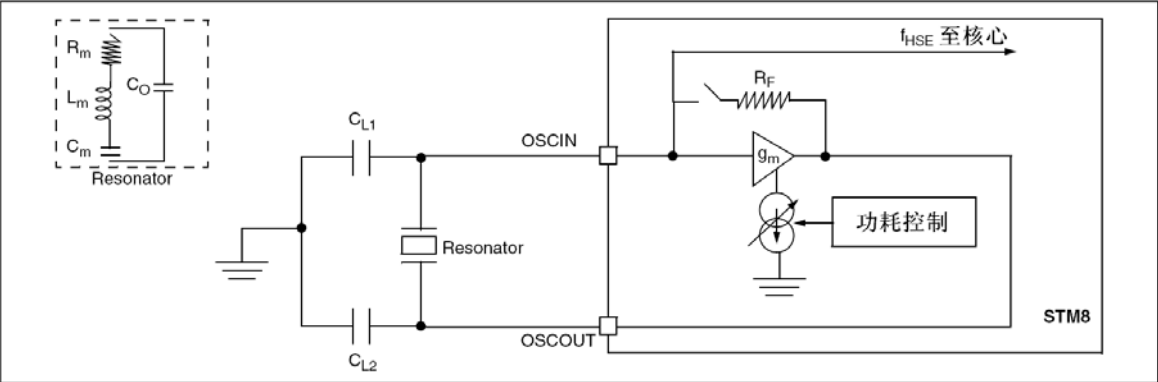 Rm
CO
Lm
Cm
Resonator
fHSE 至核心
RF
CL1
OSCIN
gm
功耗控制
Resonator
STM8
OSCOUT
CL2